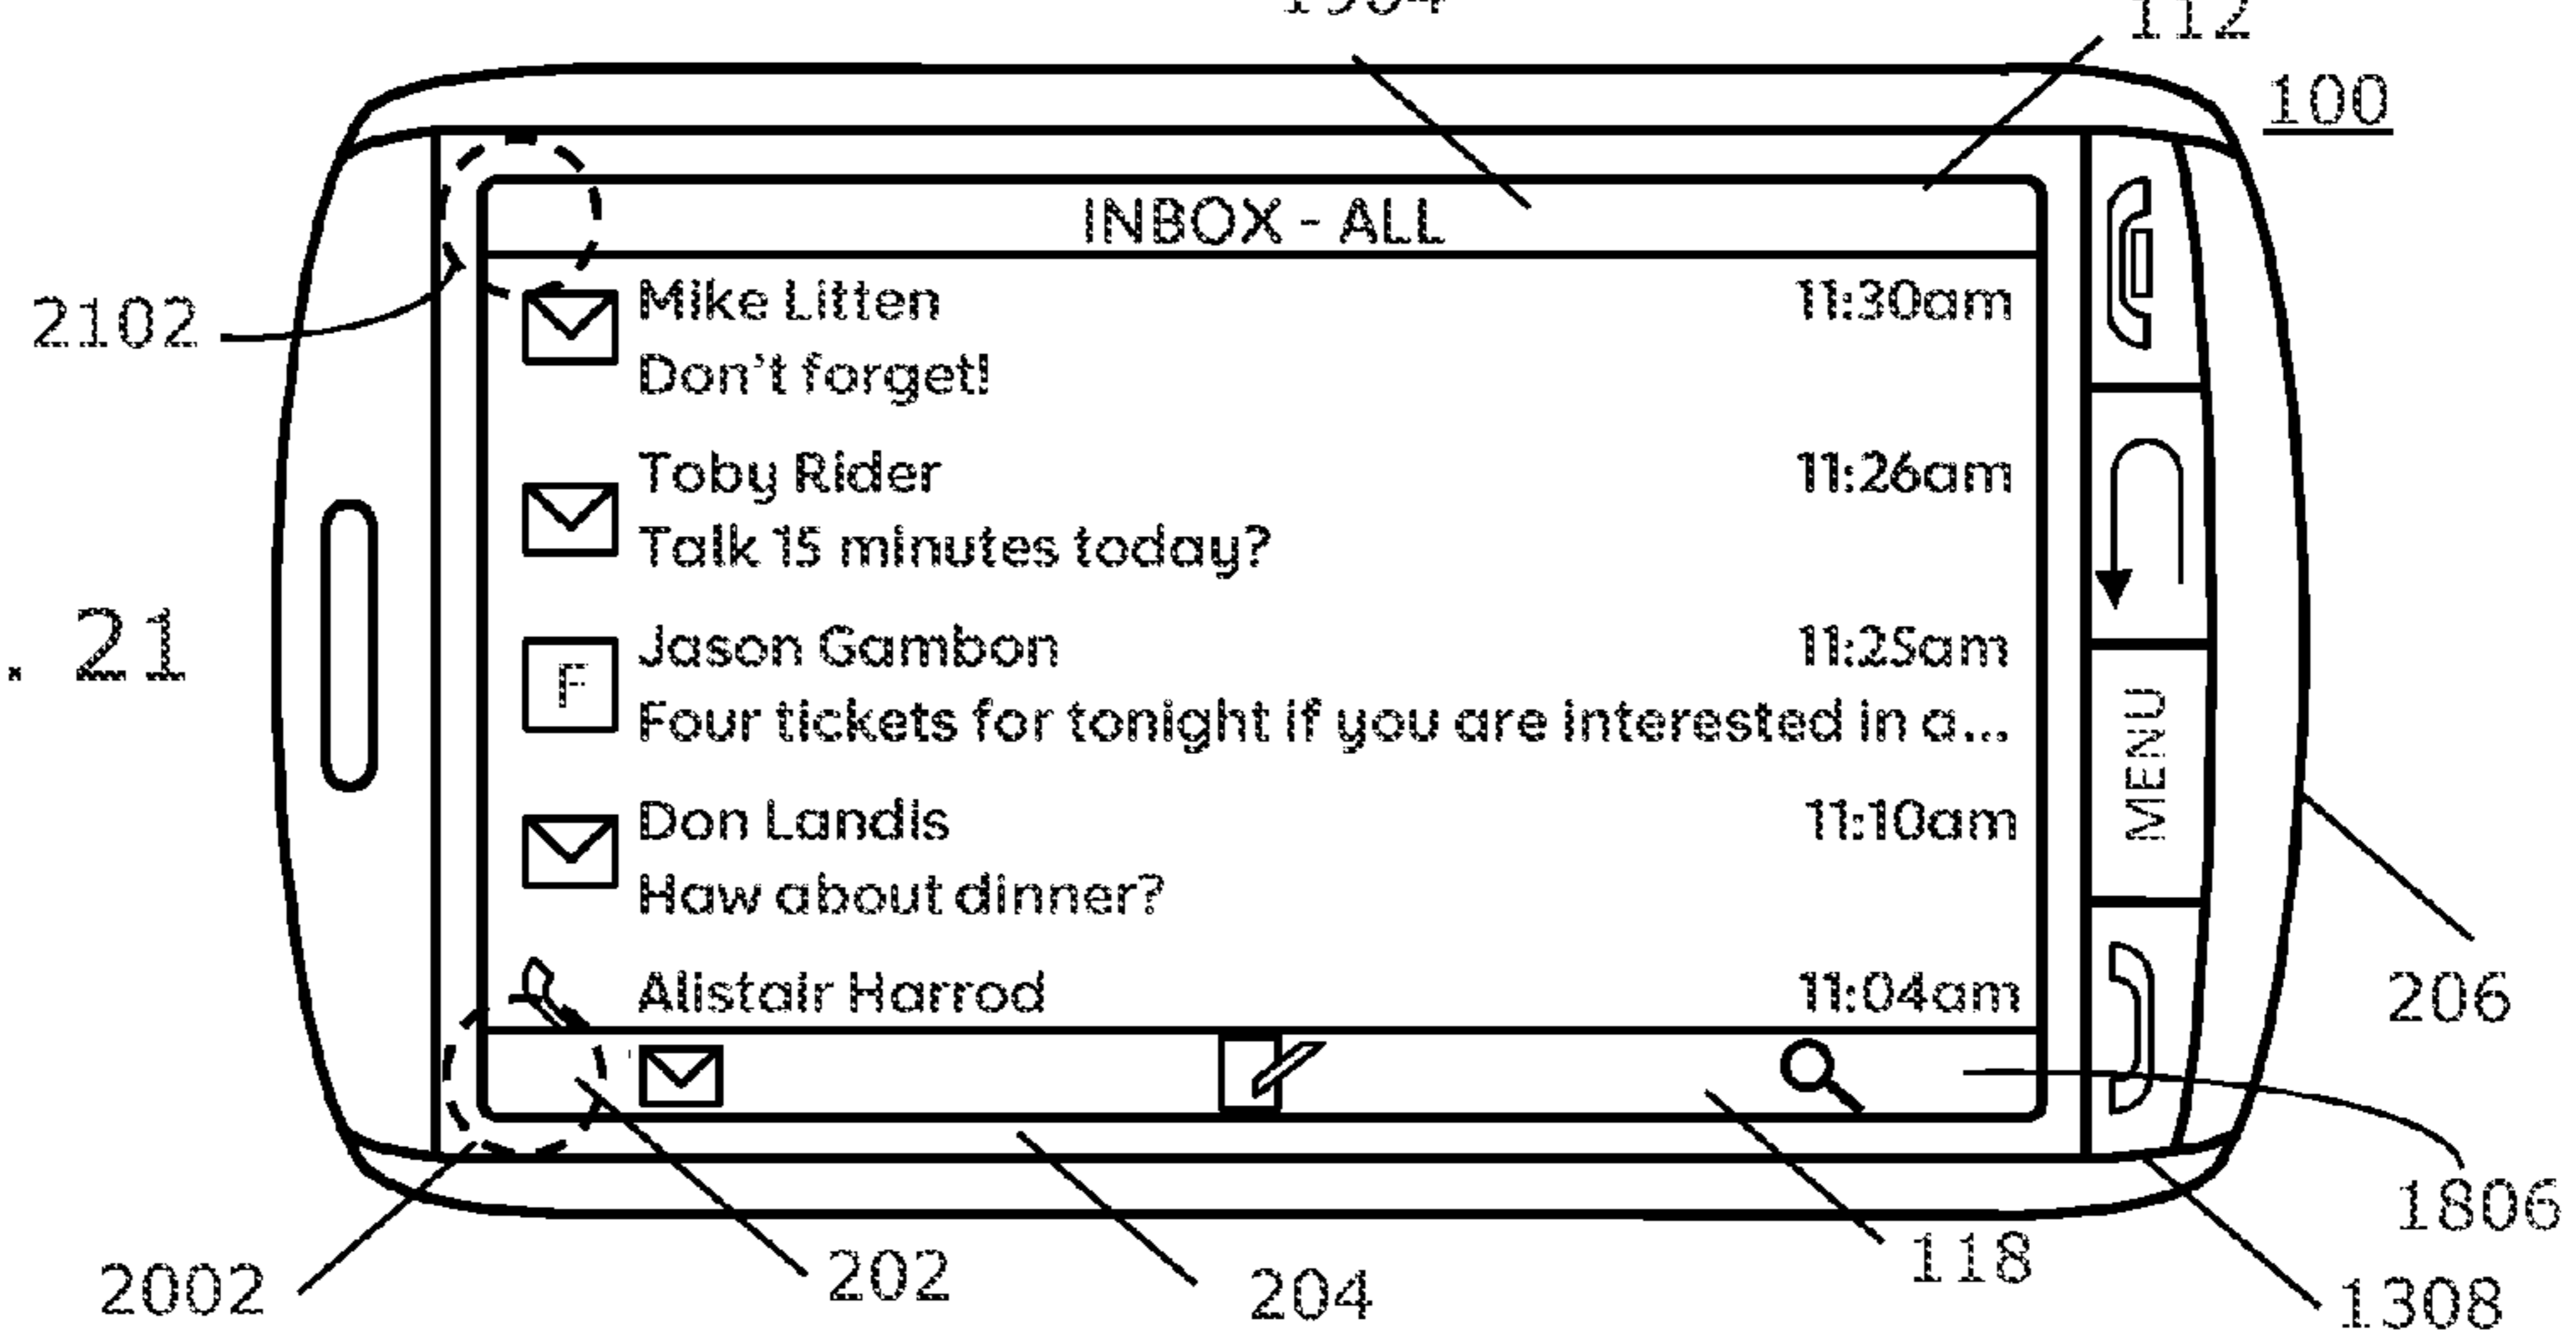 112
100
INBOX - ALL
Mike Litten 11:30am
2102
Don't forget!
Toby Rider 11:26am
Talk 15 minutes today?
. 21
Jason Gambon 11:25am
F
Four tickets for tonight if you are interested in a...
MENU
Don Landis 11:10am
Haw about dinner?
206
Alistair Harrod 11:04am
1806
2002
202
204
118
1308